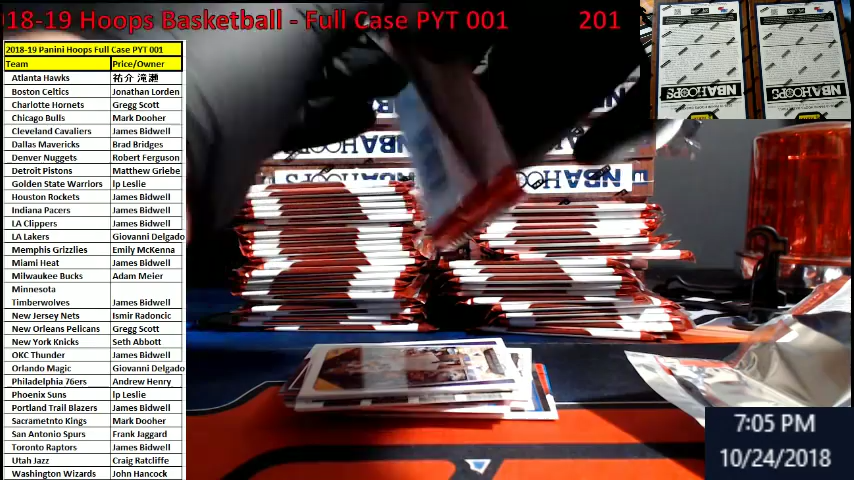 18-19 Hoops Basketball - Full Case PYT 001 201
2018-19 Panini Hoops Full Case PYT 001
Team Price/Owner
Atlanta Hawks 祐介 滝瀬
Boston Celtics Jonathan Lorden
Charlotte Hornets Gregg Scott
Chicago Bulls Mark Dooher
Cleveland Cavaliers James Bidwell
Dallas Mavericks Brad Bridges
Denver Nuggets Robert Ferguson
Detroit Pistons Matthew Griebe
Golden State Warriors lp Leslie
Houston Rockets James Bidwell
Indiana Pacers James Bidwell
LA Clippers James Bidwell
LA Lakers Giovanni Delgado
Memphis Grizzlies Emily McKenna
Miami Heat James Bidwell
Milwaukee Bucks Adam Meier
Minnesota
Timberwolves James Bidwell
New Jersey Nets Ismir Radoncic
New Orleans Pelicans Gregg Scott
New York Knicks Seth Abbott
OKC Thunder James Bidwell
Orlando Magic Giovanni Delgado
Philadelphia 76ers Andrew Henry
Phoenix Suns lp Leslie
Portland Trail Blazers James Bidwell
Sacrametnto Kings Mark Dooher
San Antonio Spurs Frank Jaggard
Toronto Raptors James Bidwell
Utah Jazz Craig Ratcliffe
Washington Wizards John Hancock
NBA HOOPS
NBA HOOPS
NBA HOOPS
NBA HOOPS
NBA HOOPS
7:05 PM
10/24/2018